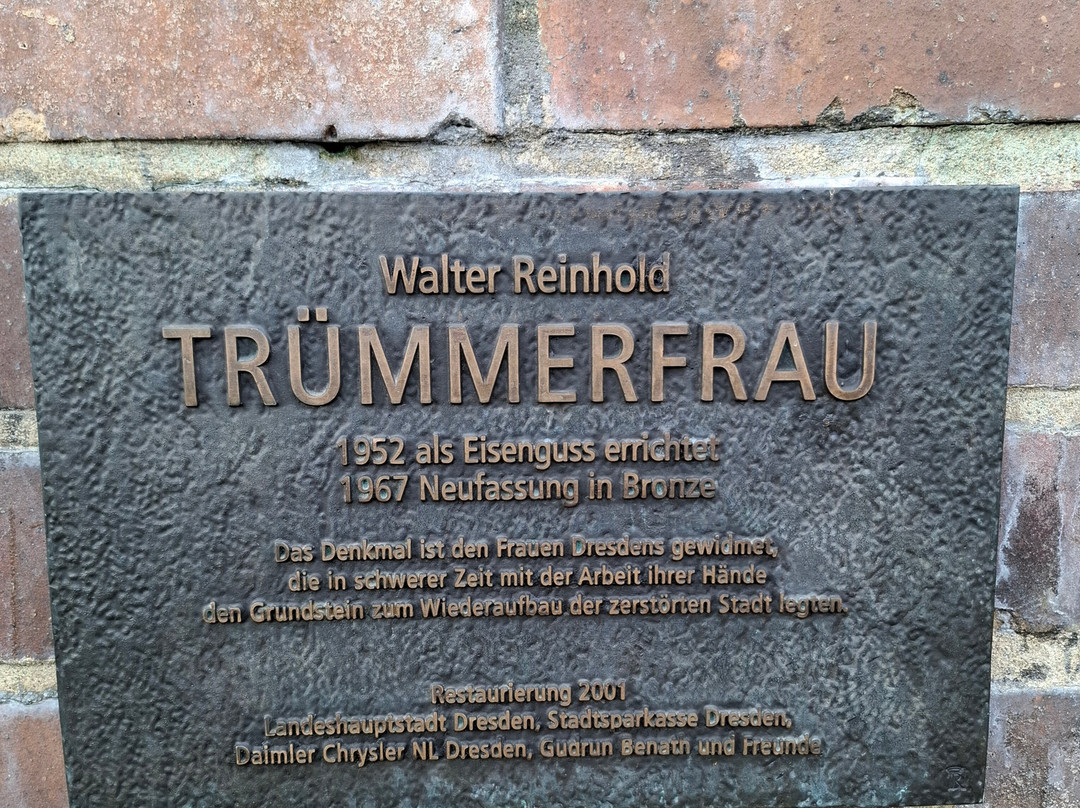 Walter Reinhold
TRÜMMERFRAU
1952 als Eisenguss errichtet
1967 Neufassung in Bronze
Das Denkmal ist den Frauen Dresdens gewidmet,
die in schwerer Zeit mit der Arbeit ihrer Hände
den Grundstein zum Wiederaufbau der zerstörten Stadt legten.
Restaurierung 2001
Landeshauptstadt Dresden, Stadtsparkasse Dresden,
Daimler Chrysler NL Dresden, Gudrun Benath und Freunde